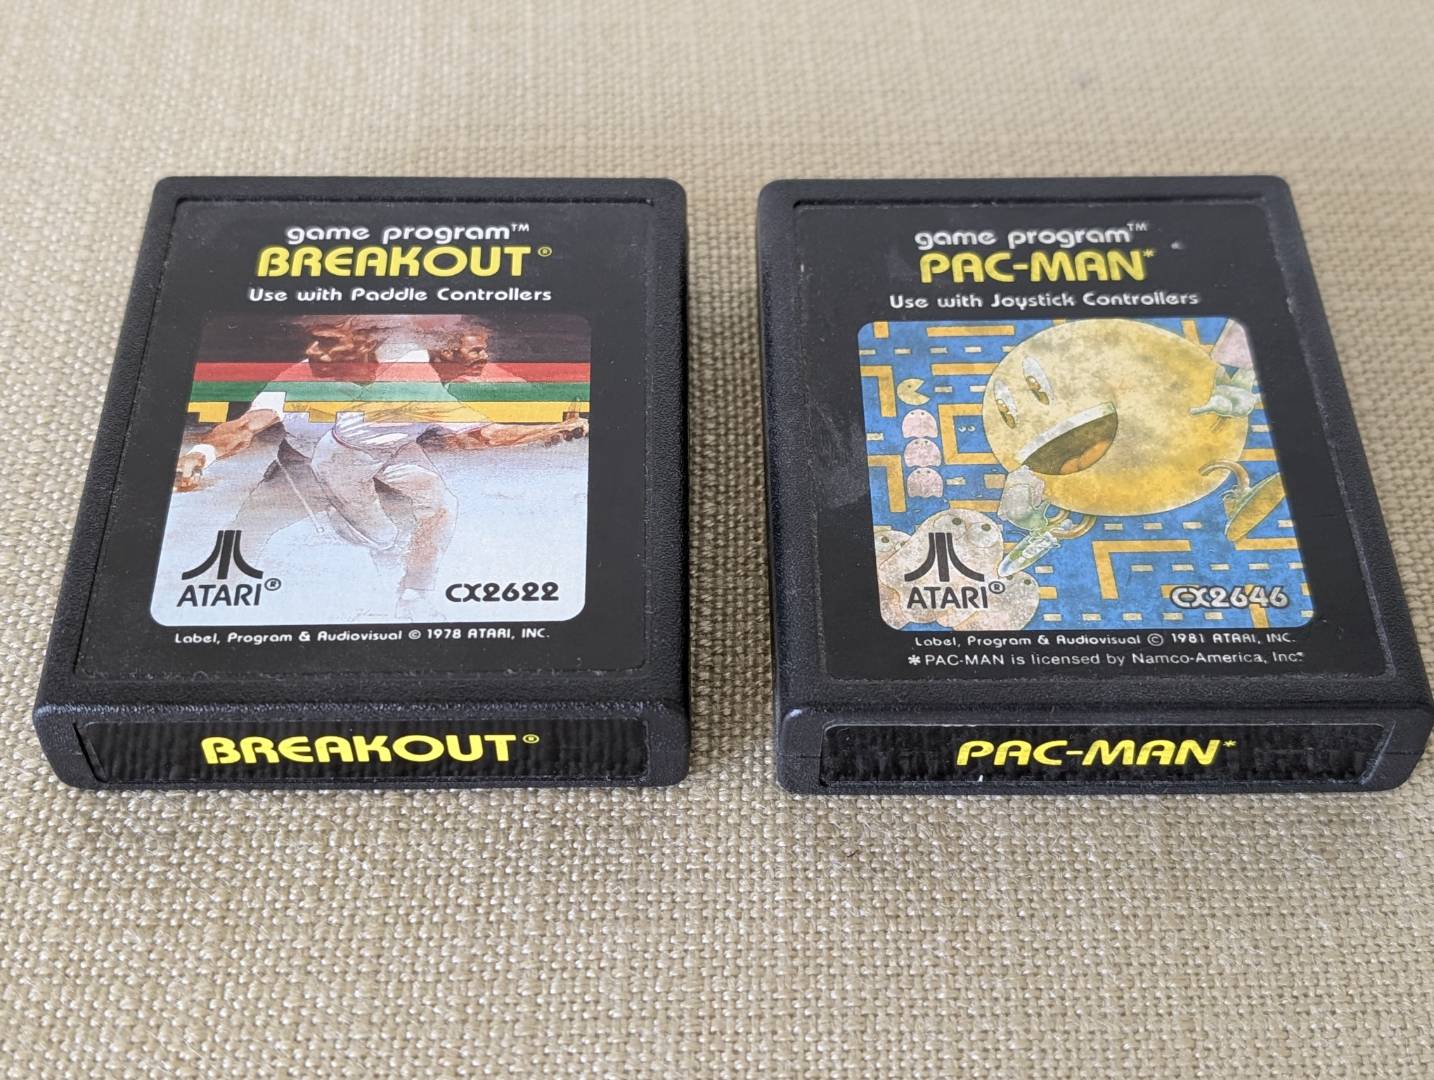 game program™
BREAKOUT®
Use with Paddle Controllers
ATARI®
CX2622
Label, Program & Audiovisual © 1978 ATARI, INC.
BREAKOUT®
game program™
PAC-MAN*
Use with Joystick Controllers
ATARI®
CX2646
Label, Program & Audiovisual © 1981 ATARI, INC.
* PAC-MAN is licensed by Namco-America, Inc.
PAC-MAN*